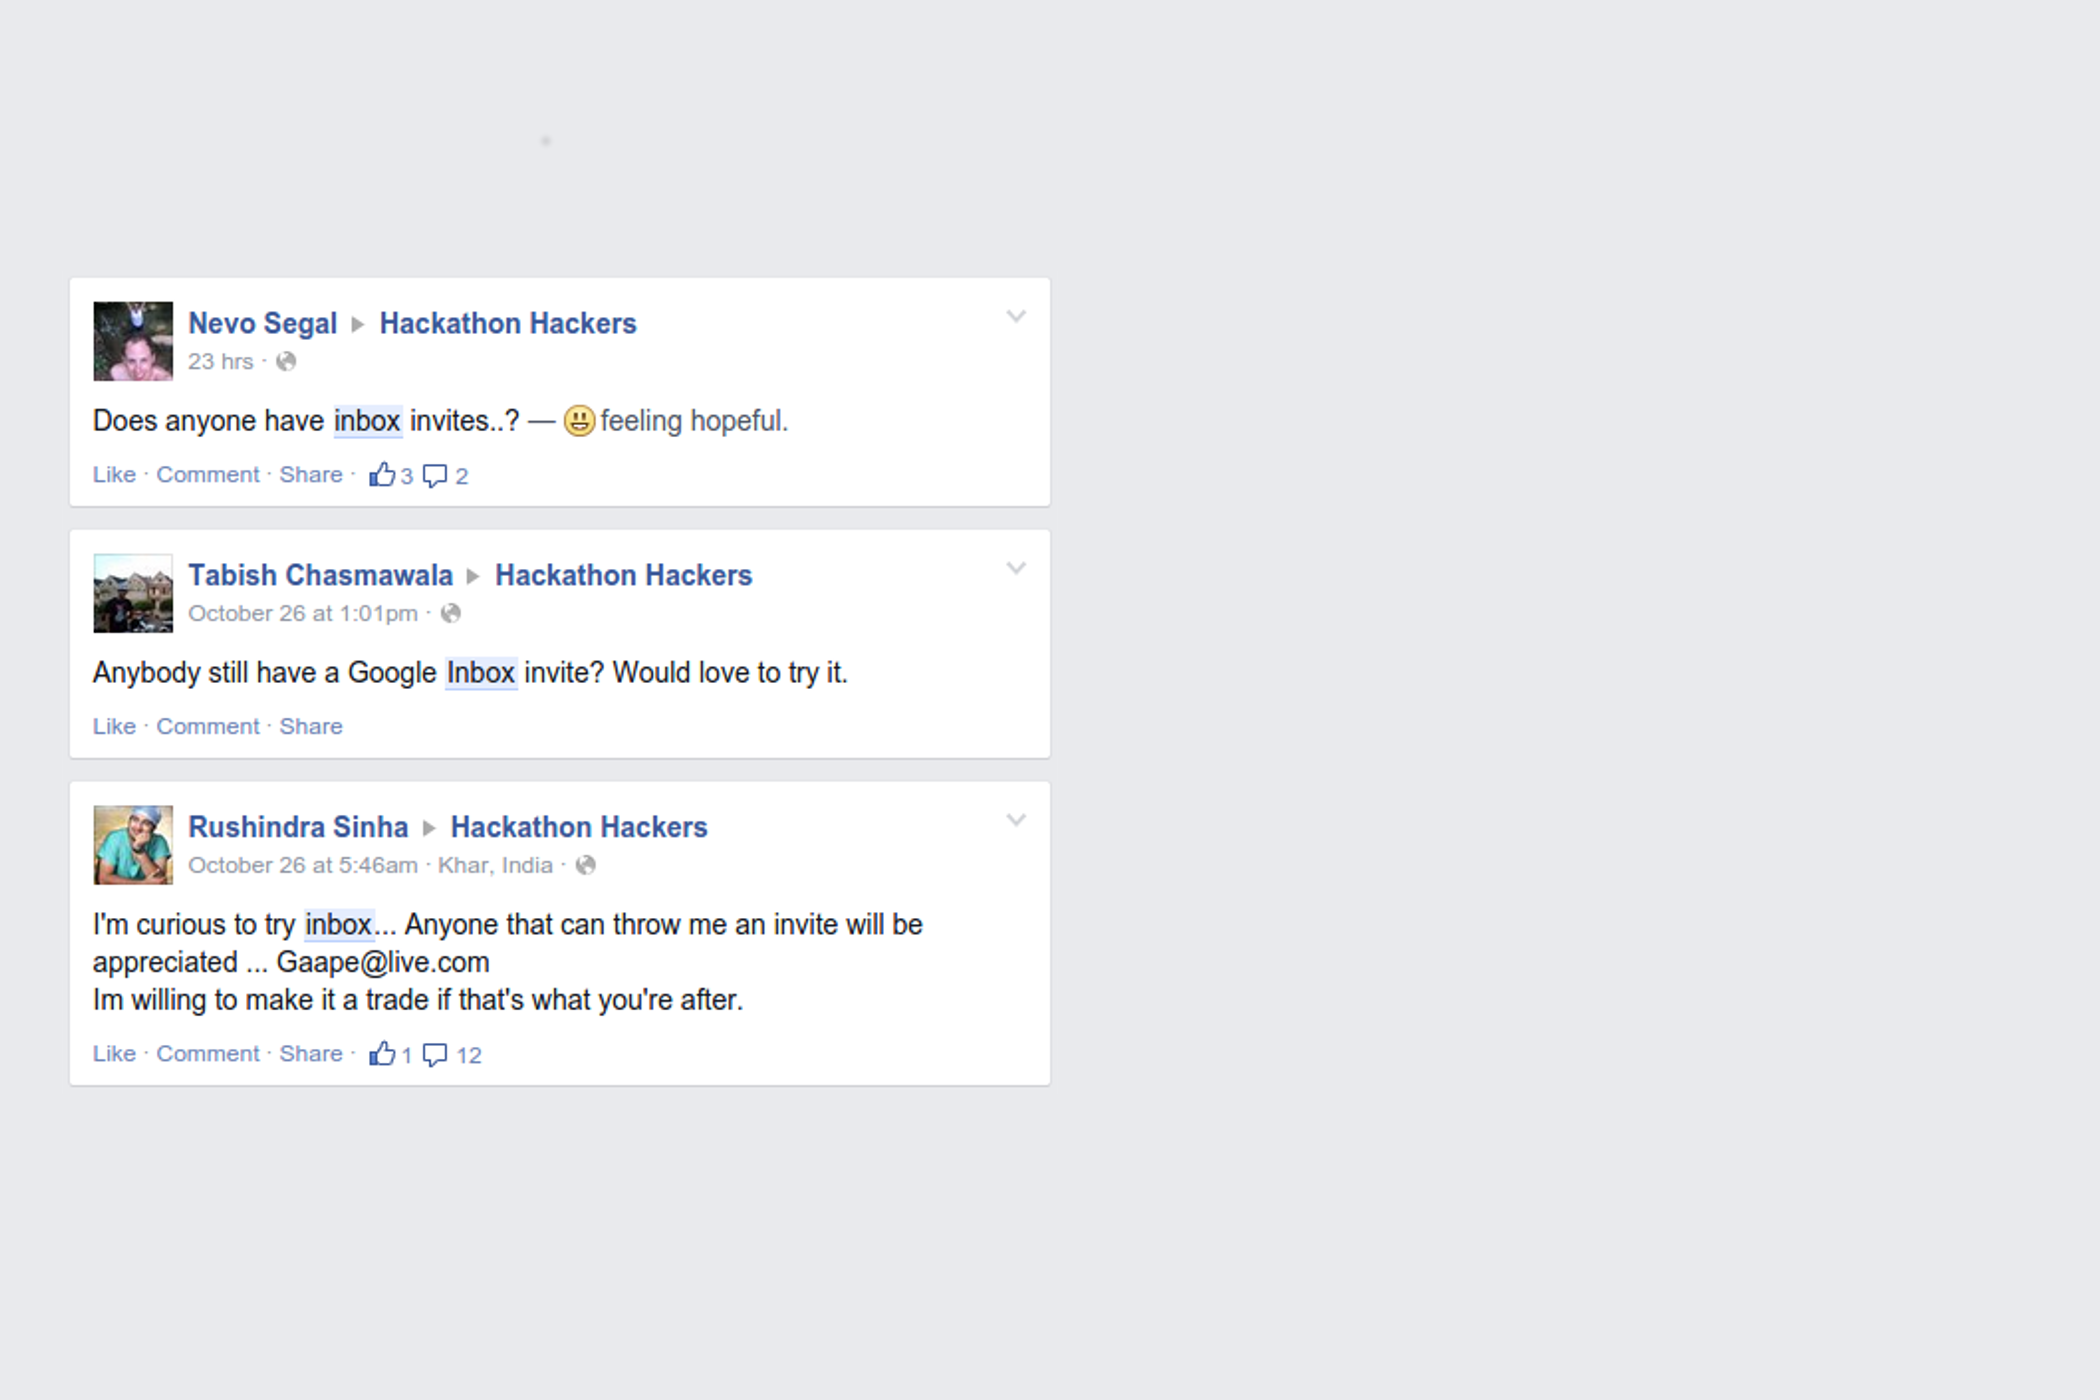 Nevo Segal ▸ Hackathon Hackers
23 hrs ·
Does anyone have inbox invites..? — 😃 feeling hopeful.
Like · Comment · Share · 3 2
Tabish Chasmawala ▸ Hackathon Hackers
October 26 at 1:01pm ·
Anybody still have a Google Inbox invite? Would love to try it.
Like · Comment · Share
Rushindra Sinha ▸ Hackathon Hackers
October 26 at 5:46am · Khar, India ·
I'm curious to try inbox... Anyone that can throw me an invite will be
appreciated ... Gaape@live.com
Im willing to make it a trade if that's what you're after.
Like · Comment · Share · 1 12